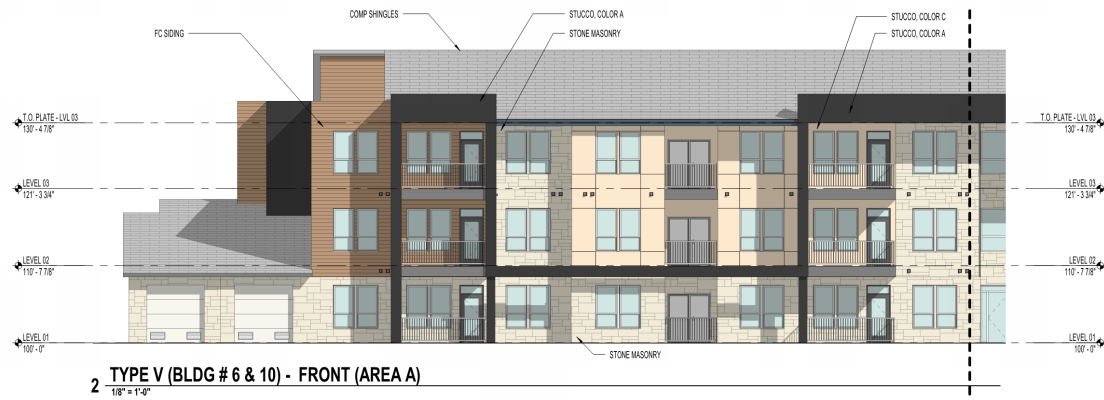 COMP SHINGLES
STUCCO, COLOR A
STUCCO, COLOR C
FC SIDING
STONE MASONRY
STUCCO, COLOR A
T.O. PLATE - LVL 03
130' - 4 7/8"
T.O. PLATE - LVL 03
130' - 4 7/8"
LEVEL 03
121' - 3 3/4"
LEVEL 03
121' - 3 3/4"
LEVEL 02
110' - 7 7/8"
LEVEL 02
110' - 7 7/8"
LEVEL 01
100' - 0"
LEVEL 01
100' - 0"
STONE MASONRY
2 TYPE V (BLDG # 6 & 10) - FRONT (AREA A)
1/8" = 1'-0"